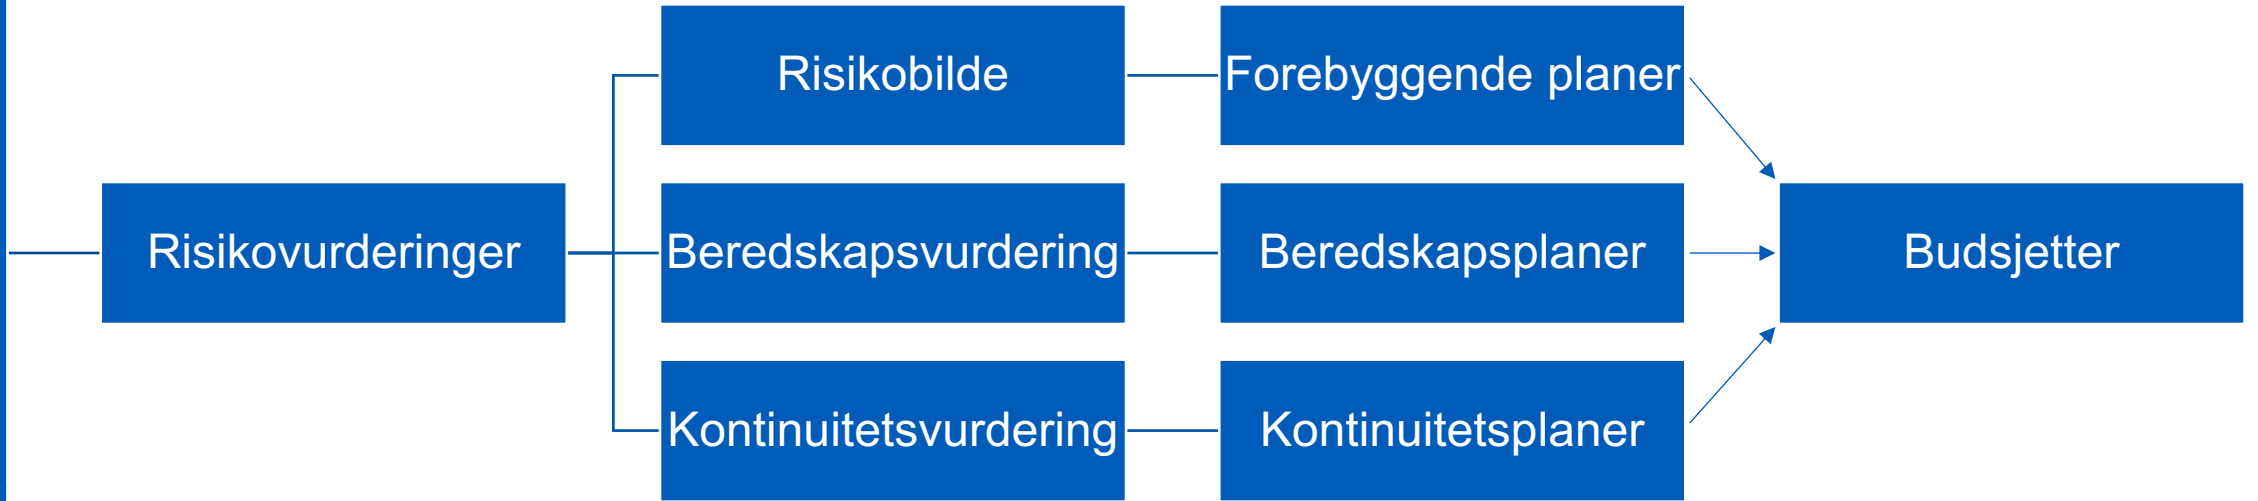 Risikobilde
Forebyggende planer
Risikovurderinger
Beredskapsvurdering
Beredskapsplaner
Budsjetter
Kontinuitetsvurdering
Kontinuitetsplaner